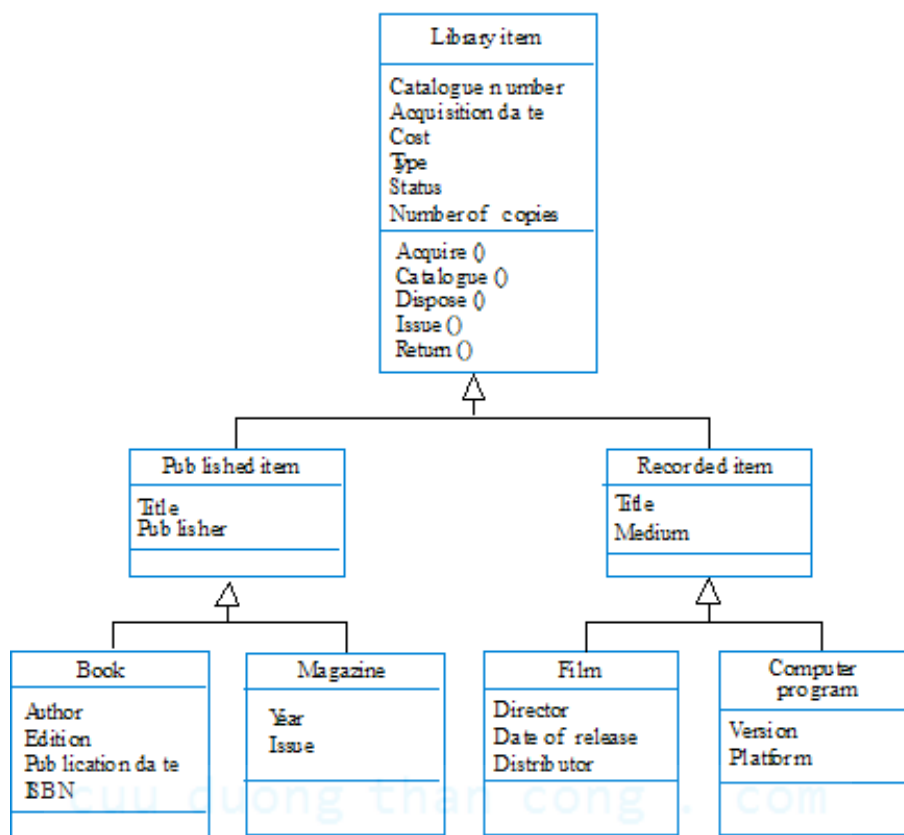 Library item
Catalogue number
Acquisition date
Cost
Type
Status
Number of copies
Acquire ()
Catalogue ()
Dispose ()
Issue ()
Return ()
Published item
Title
Publisher
Recorded item
Title
Medium
Book
Author
Edition
Publication date
ISBN
Magazine
Year
Issue
Film
Director
Date of release
Distributor
Computer
program
Version
Platform
cuu duong than cong . com